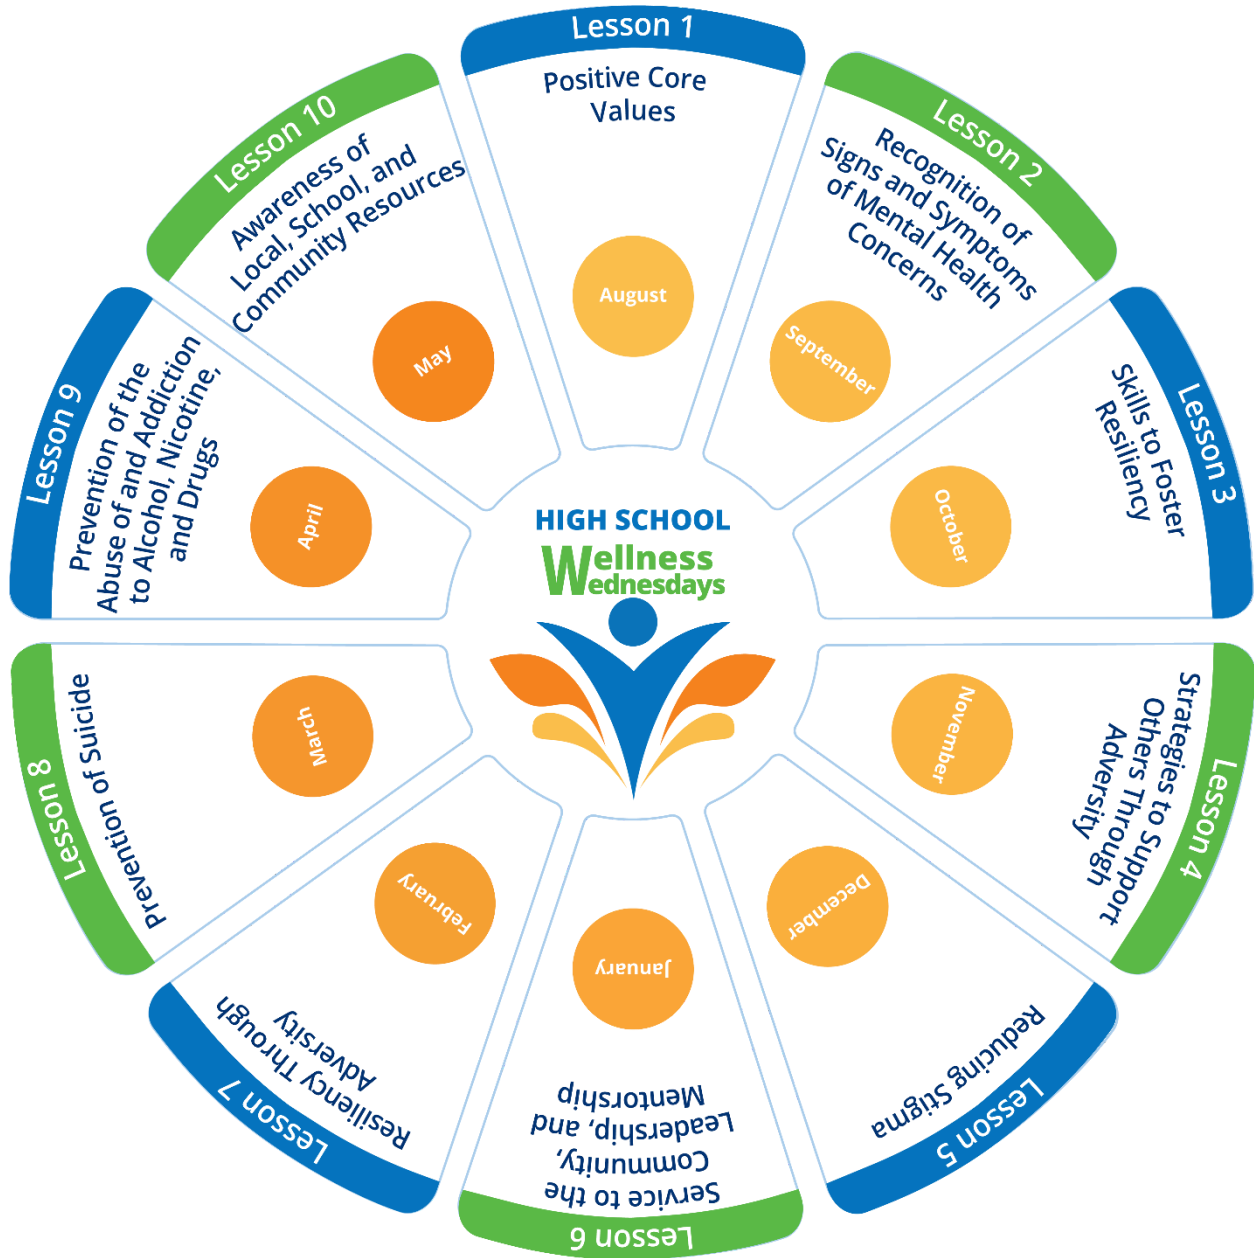 HIGH SCHOOL
Wellness
Wednesdays
Lesson 1
Positive Core
Values
August
Lesson 2
Recognition of
Signs and Symptoms
of Mental Health
Concerns
September
Lesson 3
Skills to Foster
Resiliency
October
Lesson 4
Strategies to Support
Others Through
Adversity
November
Lesson 5
Reducing Stigma
December
Lesson 6
Service to the
Community,
Leadership, and
Mentorship
January
Lesson 7
Resiliency Through
Adversity
February
Lesson 8
Prevention of Suicide
March
Lesson 9
Prevention of the
Abuse of and Addiction
to Alcohol, Nicotine,
and Drugs
April
Lesson 10
Awareness of
Local, School, and
Community Resources
May